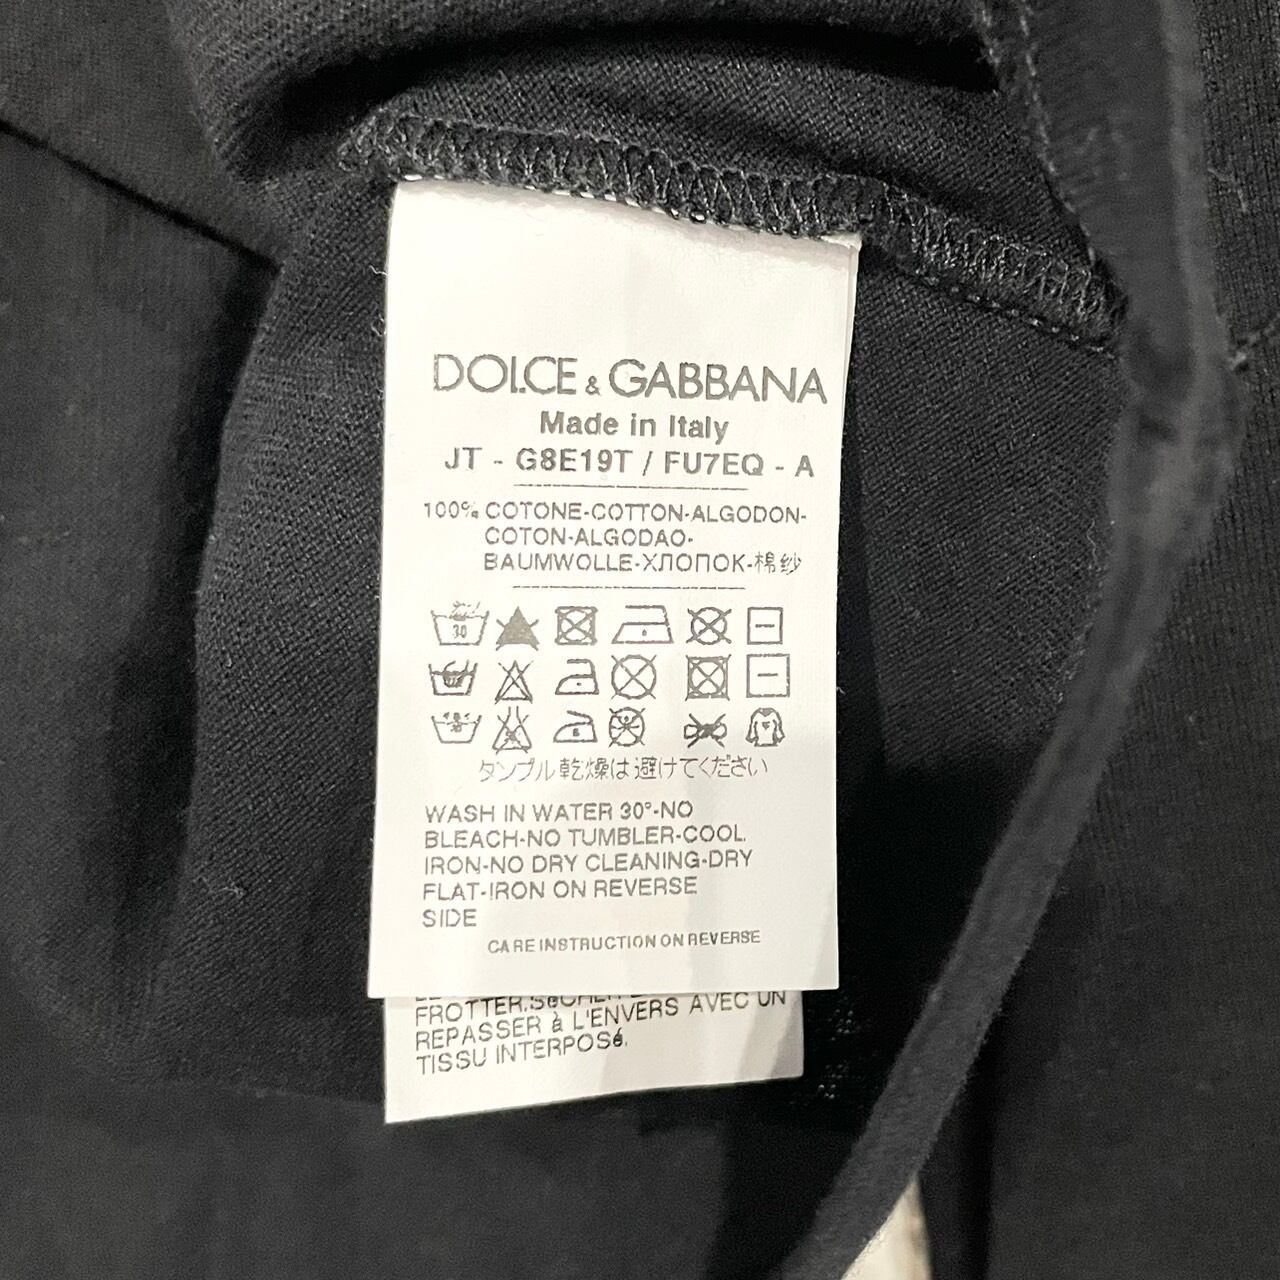 DOLCE & GABBANA
Made in Italy
JT - G8E19T / FU7EQ - A
100% COTONE-COTTON-ALGODON-
COTON-ALGODAO-
BAUMWOLLE-ХЛОПОК-棉纱
30
タンブル乾燥は避けてください
WASH IN WATER 30°-NO
BLEACH-NO TUMBLER-COOL
IRON-NO DRY CLEANING-DRY
FLAT-IRON ON REVERSE
SIDE
CARE INSTRUCTION ON REVERSE
FROTTER.
REPASSER à L'ENVERS AVEC UN
TISSU INTERPOSé.